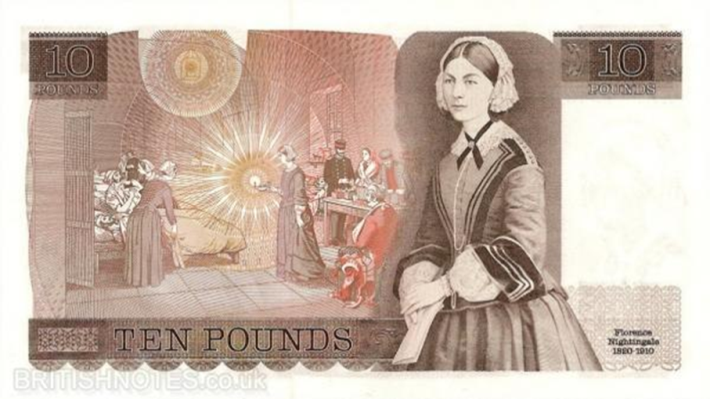 10
POUNDS
10
POUNDS
TEN POUNDS
Florence
Nightingale
1820-1910
BRITISHNOTES.co.uk